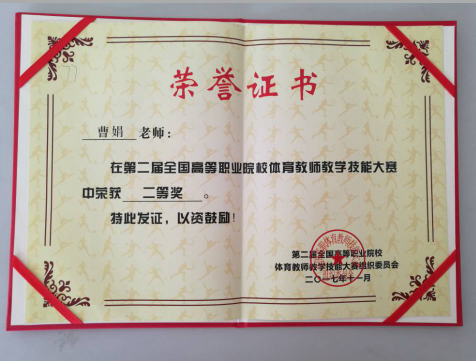 荣誉证书
曹娟 老师：
在第二届全国高等职业院校体育教师教学技能大赛
中荣获 二等奖 。
特此发证，以资鼓励！
第二届全国高等职业院校
体育教师教学技能大赛组织委员会
二〇一七年十一月